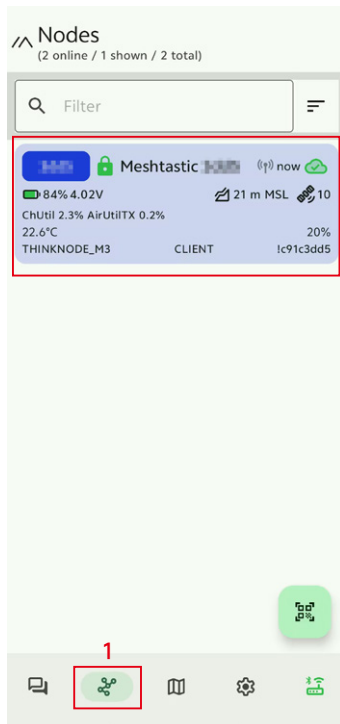 Nodes
(2 online / 1 shown / 2 total)
Filter
Meshtastic now
84% 4.02V 21 m MSL 10
ChUtil 2.3% AirUtilTX 0.2%
22.6°C 20%
THINKNODE_M3 CLIENT !c91c3dd5
1